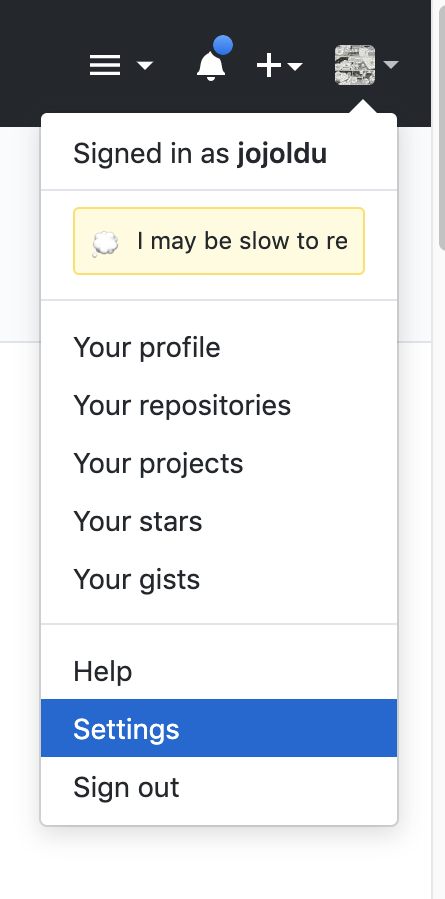 Signed in as jojoldu
I may be slow to re
Your profile
Your repositories
Your projects
Your stars
Your gists
Help
Settings
Sign out